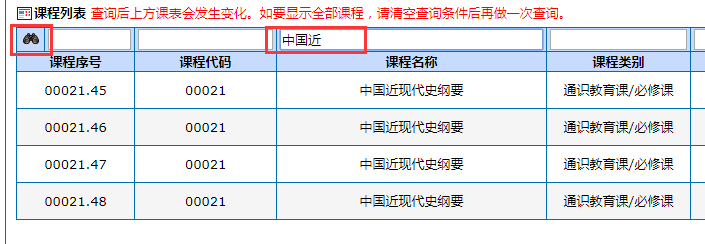 课程列表 查询后上方课表会发生变化。如要显示全部课程，请清空查询条件后再做一次查询。
中国近
课程序号 课程代码 课程名称 课程类别
00021.45 00021 中国近现代史纲要 通识教育课/必修课
00021.46 00021 中国近现代史纲要 通识教育课/必修课
00021.47 00021 中国近现代史纲要 通识教育课/必修课
00021.48 00021 中国近现代史纲要 通识教育课/必修课